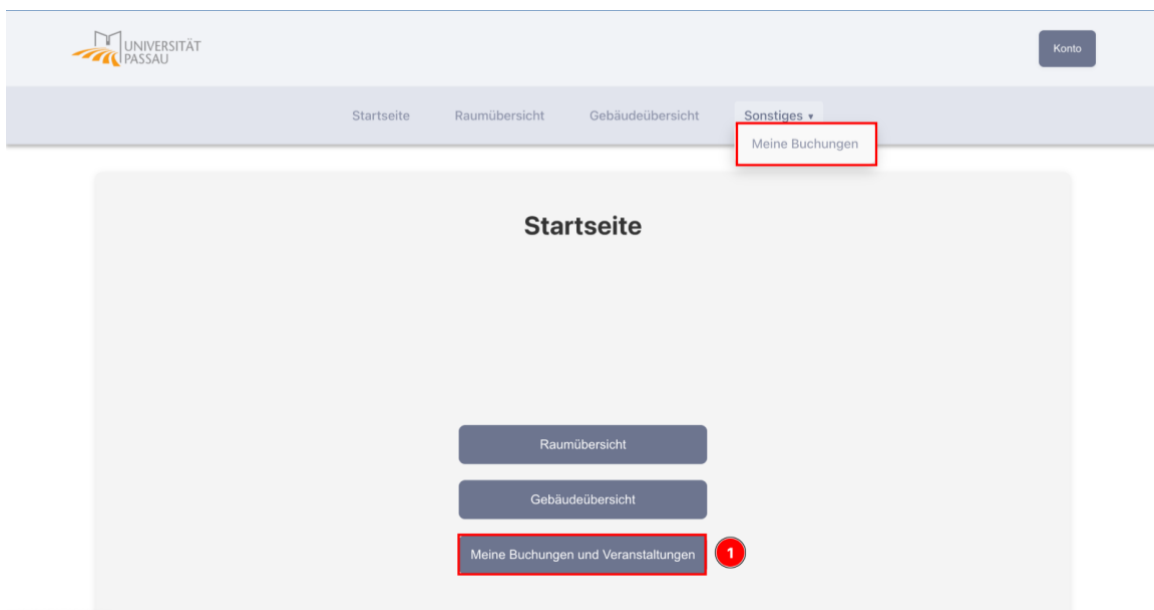 UNIVERSITÄT
PASSAU
Konto
Startseite Raumübersicht Gebäudeübersicht Sonstiges ▾
Meine Buchungen
Startseite
Raumübersicht
Gebäudeübersicht
Meine Buchungen und Veranstaltungen 1